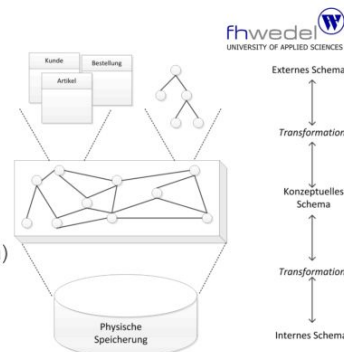 fhwedel
UNIVERSITY OF APPLIED SCIENCES
Kunde
Bestellung
Artikel
Externes Schema
Transformation
Konzeptuelles
Schema
)
Transformation
Physische
Speicherung
Internes Schema